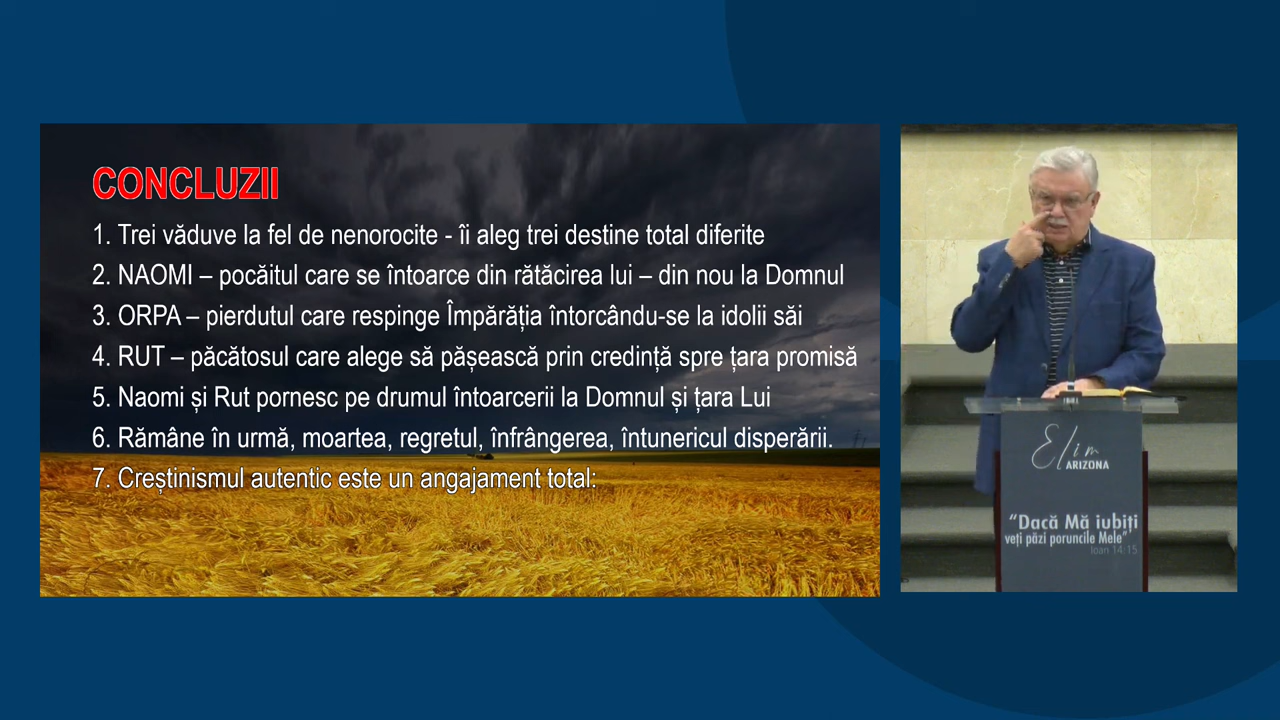 CONCLUZII
1. Trei văduve la fel de nenorocite - îi aleg trei destine total diferite
2. NAOMI – pocăitul care se întoarce din rătăcirea lui – din nou la Domnul
3. ORPA – pierdutul care respinge Împărăția întorcându-se la idolii săi
4. RUT – păcătosul care alege să pășească prin credință spre țara promisă
5. Naomi și Rut pornesc pe drumul întoarcerii la Domnul și țara Lui
6. Rămâne în urmă, moartea, regretul, înfrângerea, întunericul disperării.
7. Creștinismul autentic este un angajament total:
Elim
ARIZONA
“Dacă Mă iubiți
veți păzi poruncile Mele”
Ioan 14:15